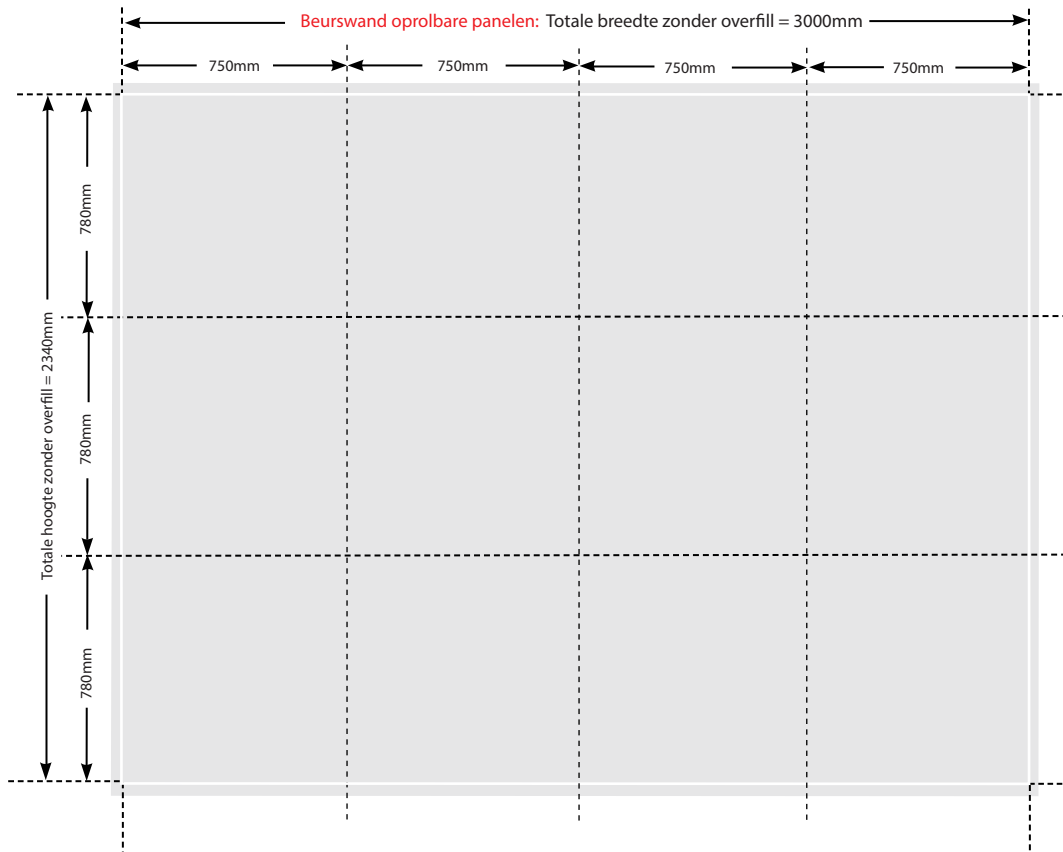 Beurswand oprolbare panelen: Totale breedte zonder overfill = 3000mm
750mm
750mm
750mm
750mm
Totale hoogte zonder overfill = 2340mm
780mm
780mm
780mm